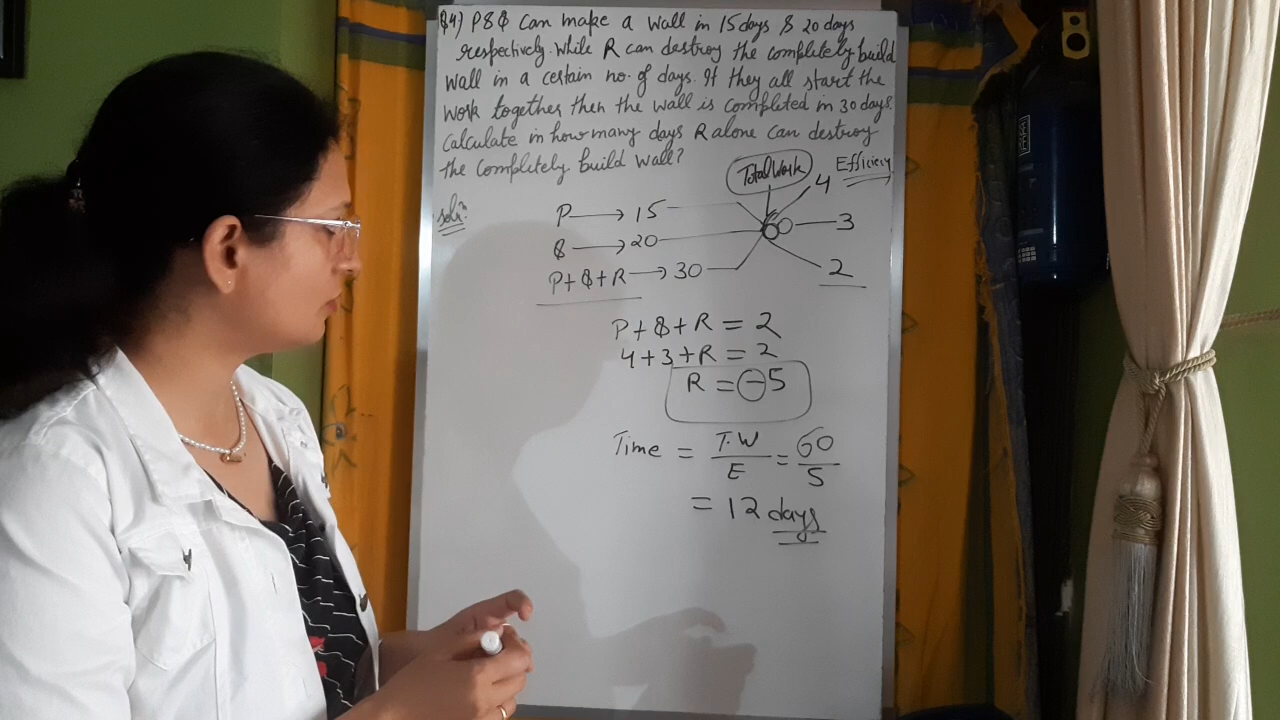 Q4) P & Q can make a wall in 15 days & 20 days
respectively. While R can destroy the completely build
wall in a certain no. of days. If they all start the
work together, then the wall is completed in 30 days.
Calculate in how many days R alone can destroy
the completely build wall?
Total Work
Efficiency
Soln:
P → 15
4
Q → 20
60
3
P+Q+R → 30
2
P+Q+R = 2
4+3+R = 2
R = -5
Time = T.W/E = 60/5
= 12 days